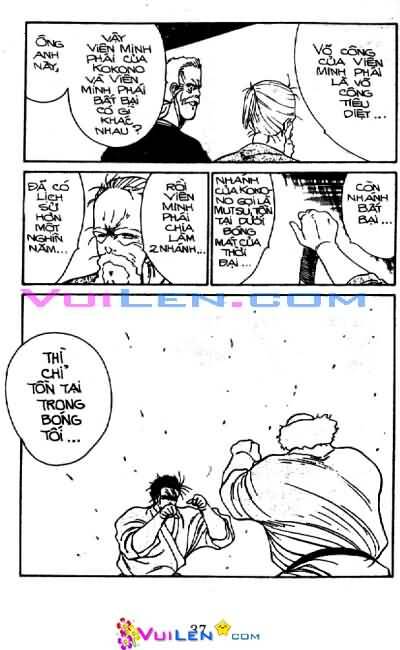 ÔNG
ANH
NÀY,
VẬY
VIÊN MINH
PHÁI CỦA
KOKONO
VÀ VIÊN
MINH PHÁI
BẤT BẠI
CÓ GÌ
KHÁC
NHAU?
VÕ CÔNG
CỦA VIÊN
MINH PHÁI
LÀ VÕ
CÔNG
TIÊU
DIỆT...
ĐÃ CÓ
LỊCH
SỬ
HƠN
MỘT
NGHÌN
NĂM...
RỒI
VIÊN
MINH
PHÁI
CHIA
LÀM
2 NHÁNH...
NHÁNH
CỦA KOKO-
NO GỌI LÀ
MUTSU, TỒN
TẠI DƯỚI
BÓNG
MÁT CỦA
THỜI
ĐẠI...
CÒN
NHÁNH
BẤT
BẠI...
VUILEN.COM
THÌ
CHỈ
TỒN TẠI
TRONG
BÓNG
TỐI...
37
VUILEN.COM